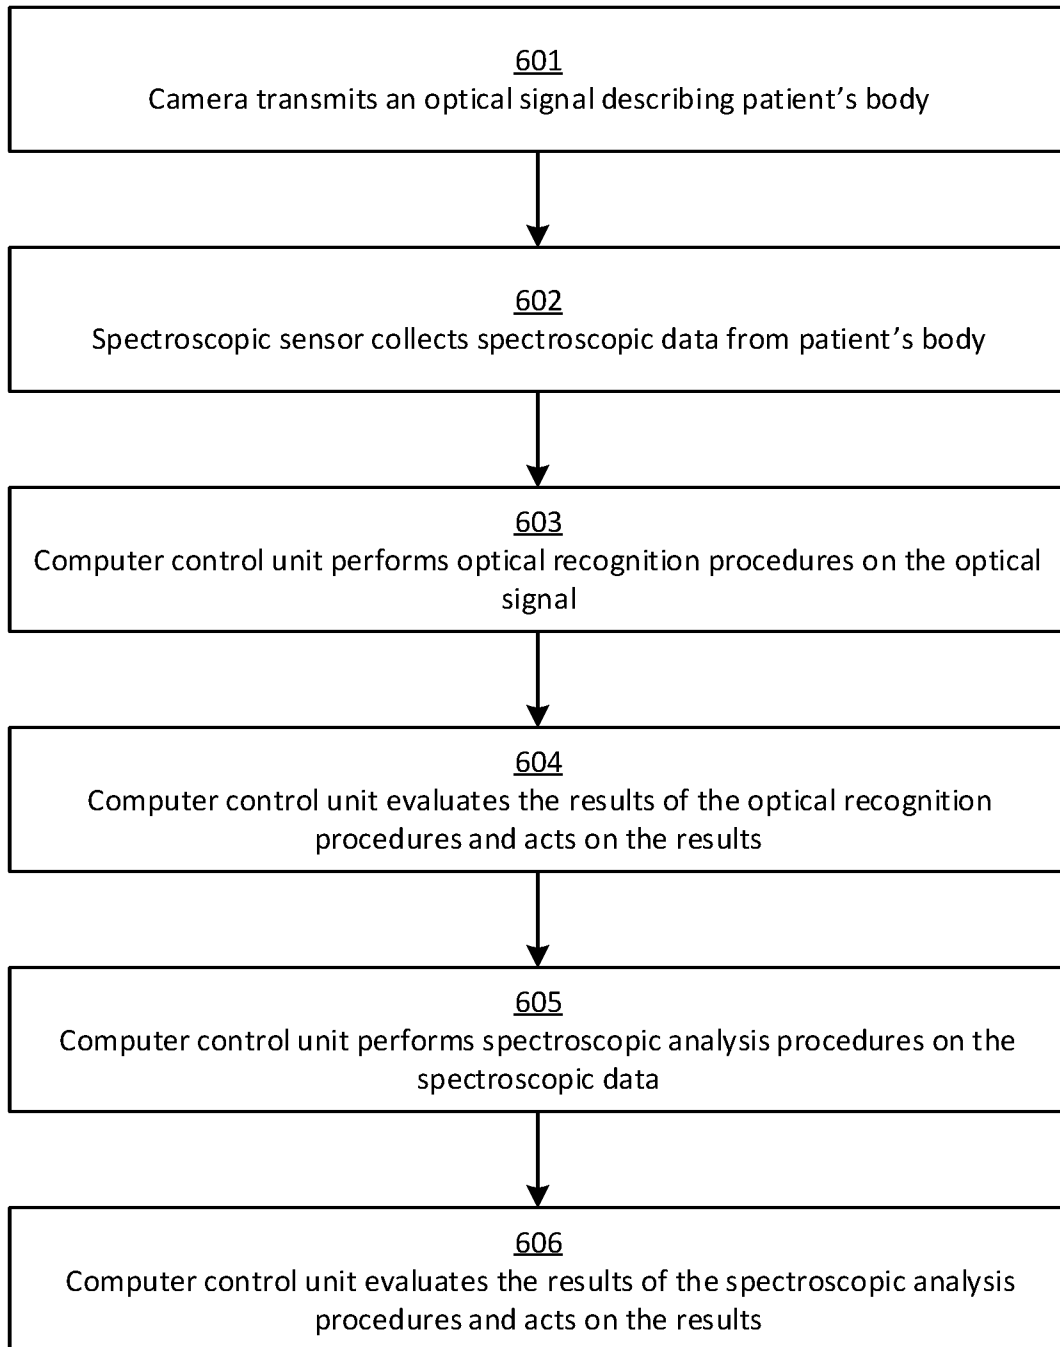 601
Camera transmits an optical signal describing patient’s body
602
Spectroscopic sensor collects spectroscopic data from patient’s body
603
Computer control unit performs optical recognition procedures on the optical
signal
604
Computer control unit evaluates the results of the optical recognition
procedures and acts on the results
605
Computer control unit performs spectroscopic analysis procedures on the
spectroscopic data
606
Computer control unit evaluates the results of the spectroscopic analysis
procedures and acts on the results